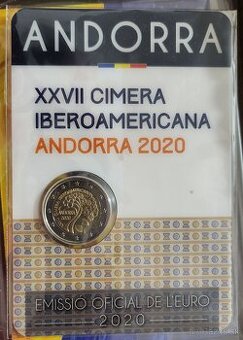 ANDORRA
XXVII CIMERA
IBEROAMERICANA
ANDORRA 2020
EMISSIÓ OFICIAL DE L'EURO
2020